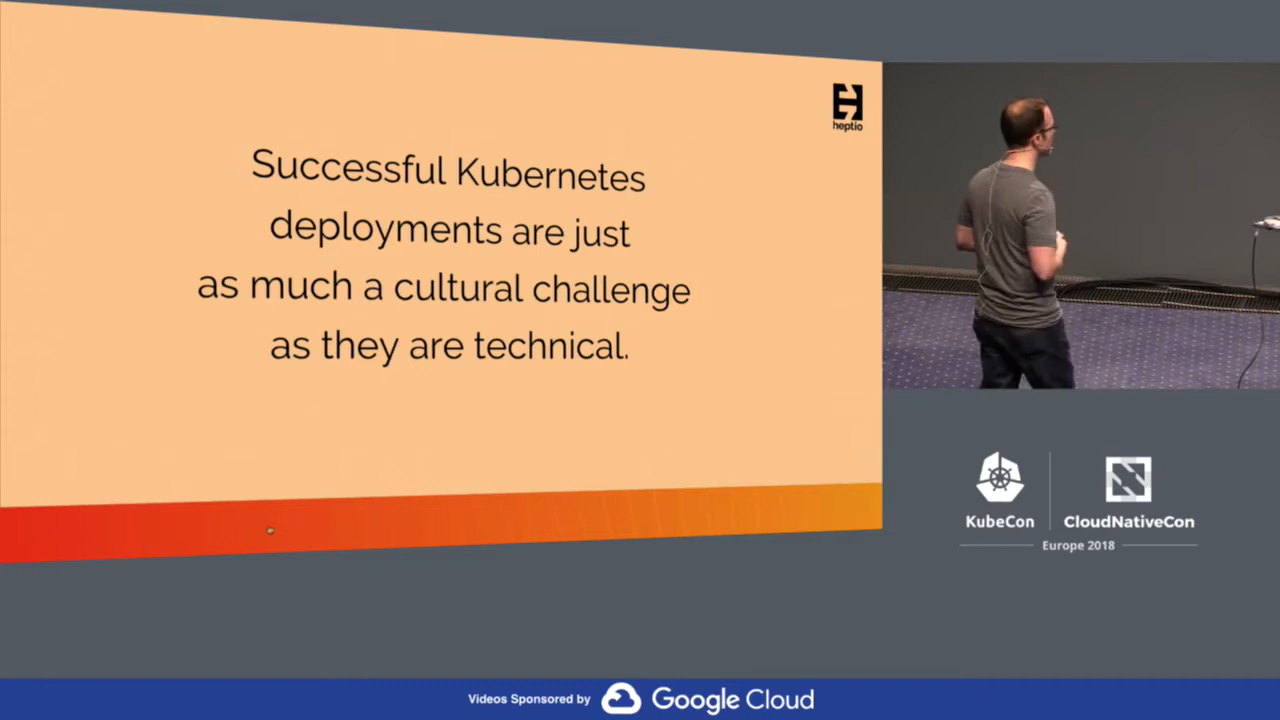 heptio
Successful Kubernetes
deployments are just
as much a cultural challenge
as they are technical.
KubeCon
CloudNativeCon
Europe 2018
Videos Sponsored by Google Cloud